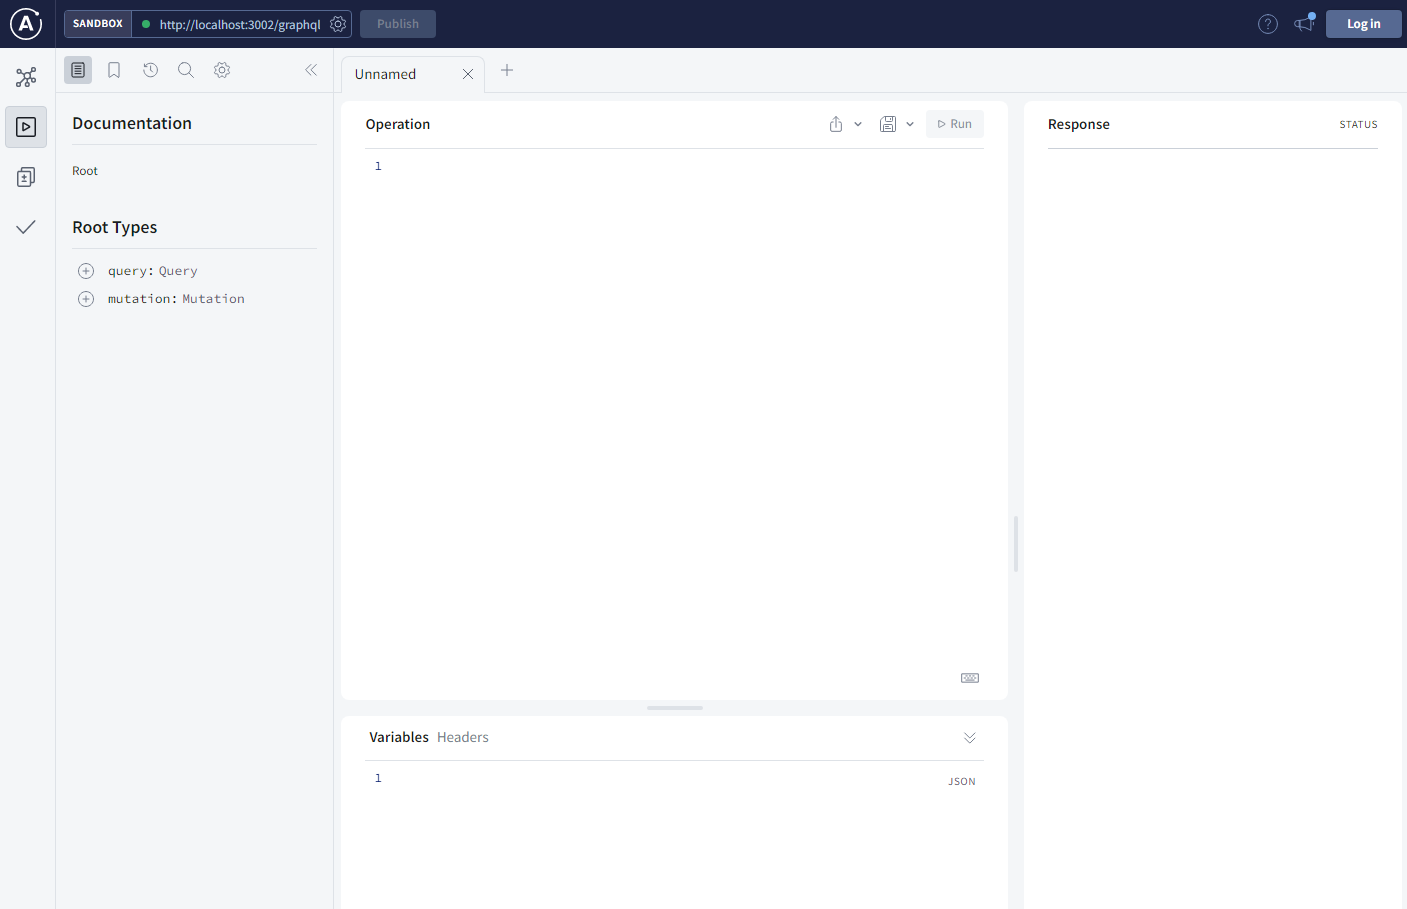 SANDBOX
http://localhost:3002/graphql
Publish
Log in
Unnamed
Documentation
Root
Root Types
query: Query
mutation: Mutation
Operation
Run
1
Variables
Headers
1
JSON
Response
STATUS